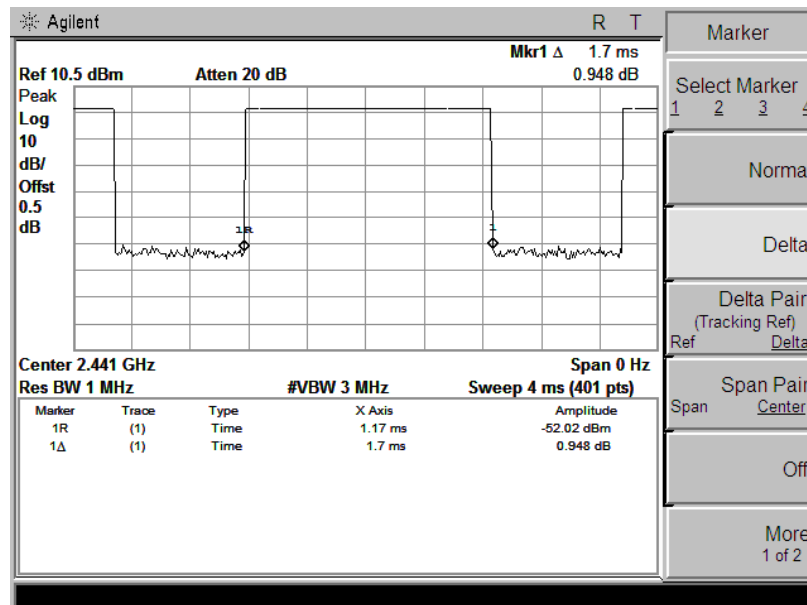 Agilent R T
Mkr1 Δ 1.7 ms
Ref 10.5 dBm Atten 20 dB 0.948 dB
Peak
Log
10
dB/
Offst
0.5
dB
1R
1
Center 2.441 GHz Span 0 Hz
Res BW 1 MHz #VBW 3 MHz Sweep 4 ms (401 pts)
Marker Trace Type X Axis Amplitude
1R (1) Time 1.17 ms -52.02 dBm
1Δ (1) Time 1.7 ms 0.948 dB
Marker
Select Marker
1 2 3 4
Norma
Delta
Delta Pair
(Tracking Ref)
Ref Delta
Span Pair
Span Center
Off
More
1 of 2